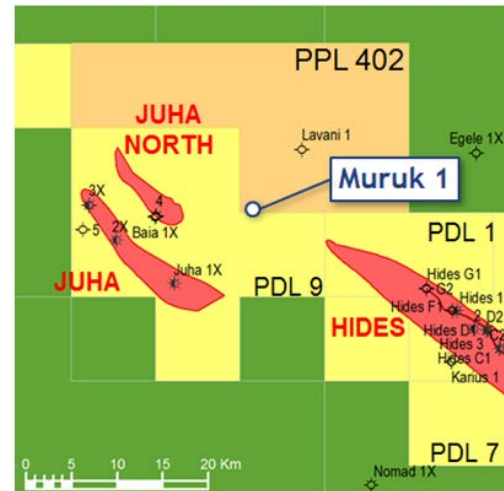 PPL 402
JUHA
NORTH
Lavani 1
Egele 1X
Muruk 1
3X
4
5
2X
Baia 1X
PDL 1
Juha 1X
JUHA
PDL 9
Hides G1
G2
Hides 1
Hides F1
HIDES
Hides D1
2
D2
Hides 3
Hides C1
Karius 1
PDL 7
0 5 10 20 Km
Nomad 1X